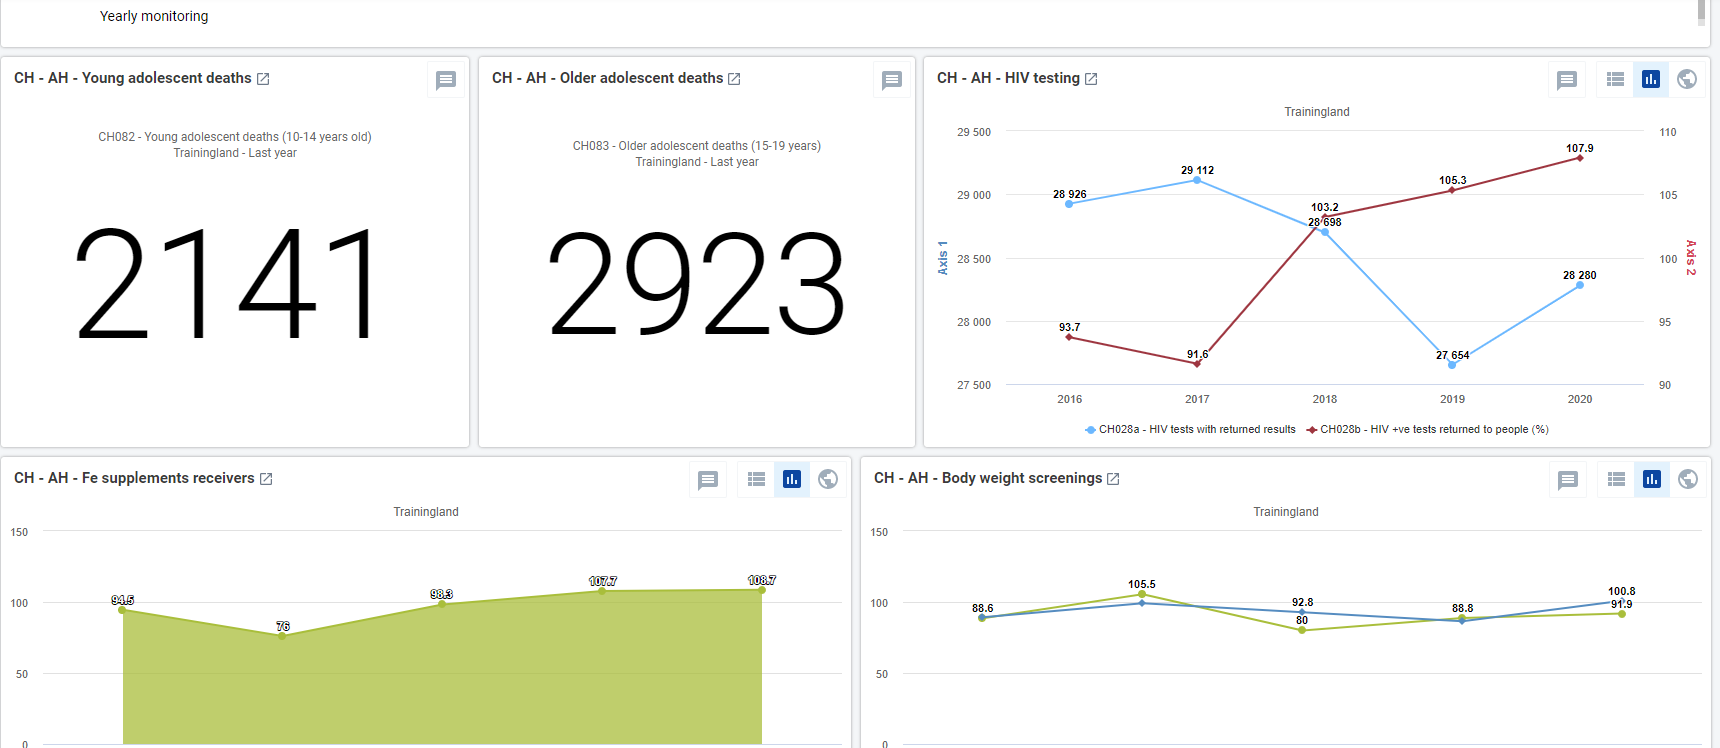 Yearly monitoring
CH - AH - Young adolescent deaths
CH082 - Young adolescent deaths (10-14 years old)
Trainingland - Last year
2141
CH - AH - Older adolescent deaths
CH083 - Older adolescent deaths (15-19 years)
Trainingland - Last year
2923
CH - AH - HIV testing
Trainingland
29 500
29 000
28 500
28 000
27 500
Axis 1
110
105
100
95
90
Axis 2
28 926
29 112
28 698
27 654
28 280
93.7
91.6
103.2
105.3
107.9
2016
2017
2018
2019
2020
CH028a - HIV tests with returned results
CH028b - HIV +ve tests returned to people (%)
CH - AH - Fe supplements receivers
Trainingland
150
100
50
0
94.5
76
98.3
107.7
108.7
CH - AH - Body weight screenings
Trainingland
150
100
50
0
88.6
105.5
92.8
80
88.8
100.8
91.9